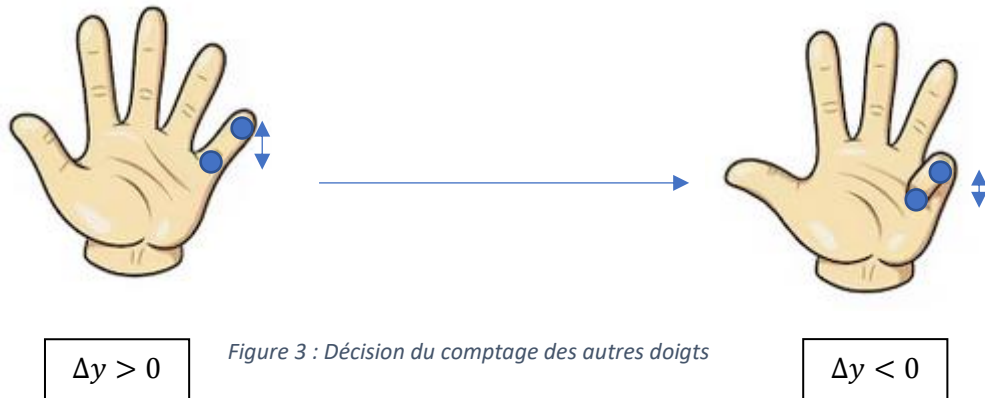 Figure 3 : Décision du comptage des autres doigts
Δy > 0
Δy < 0